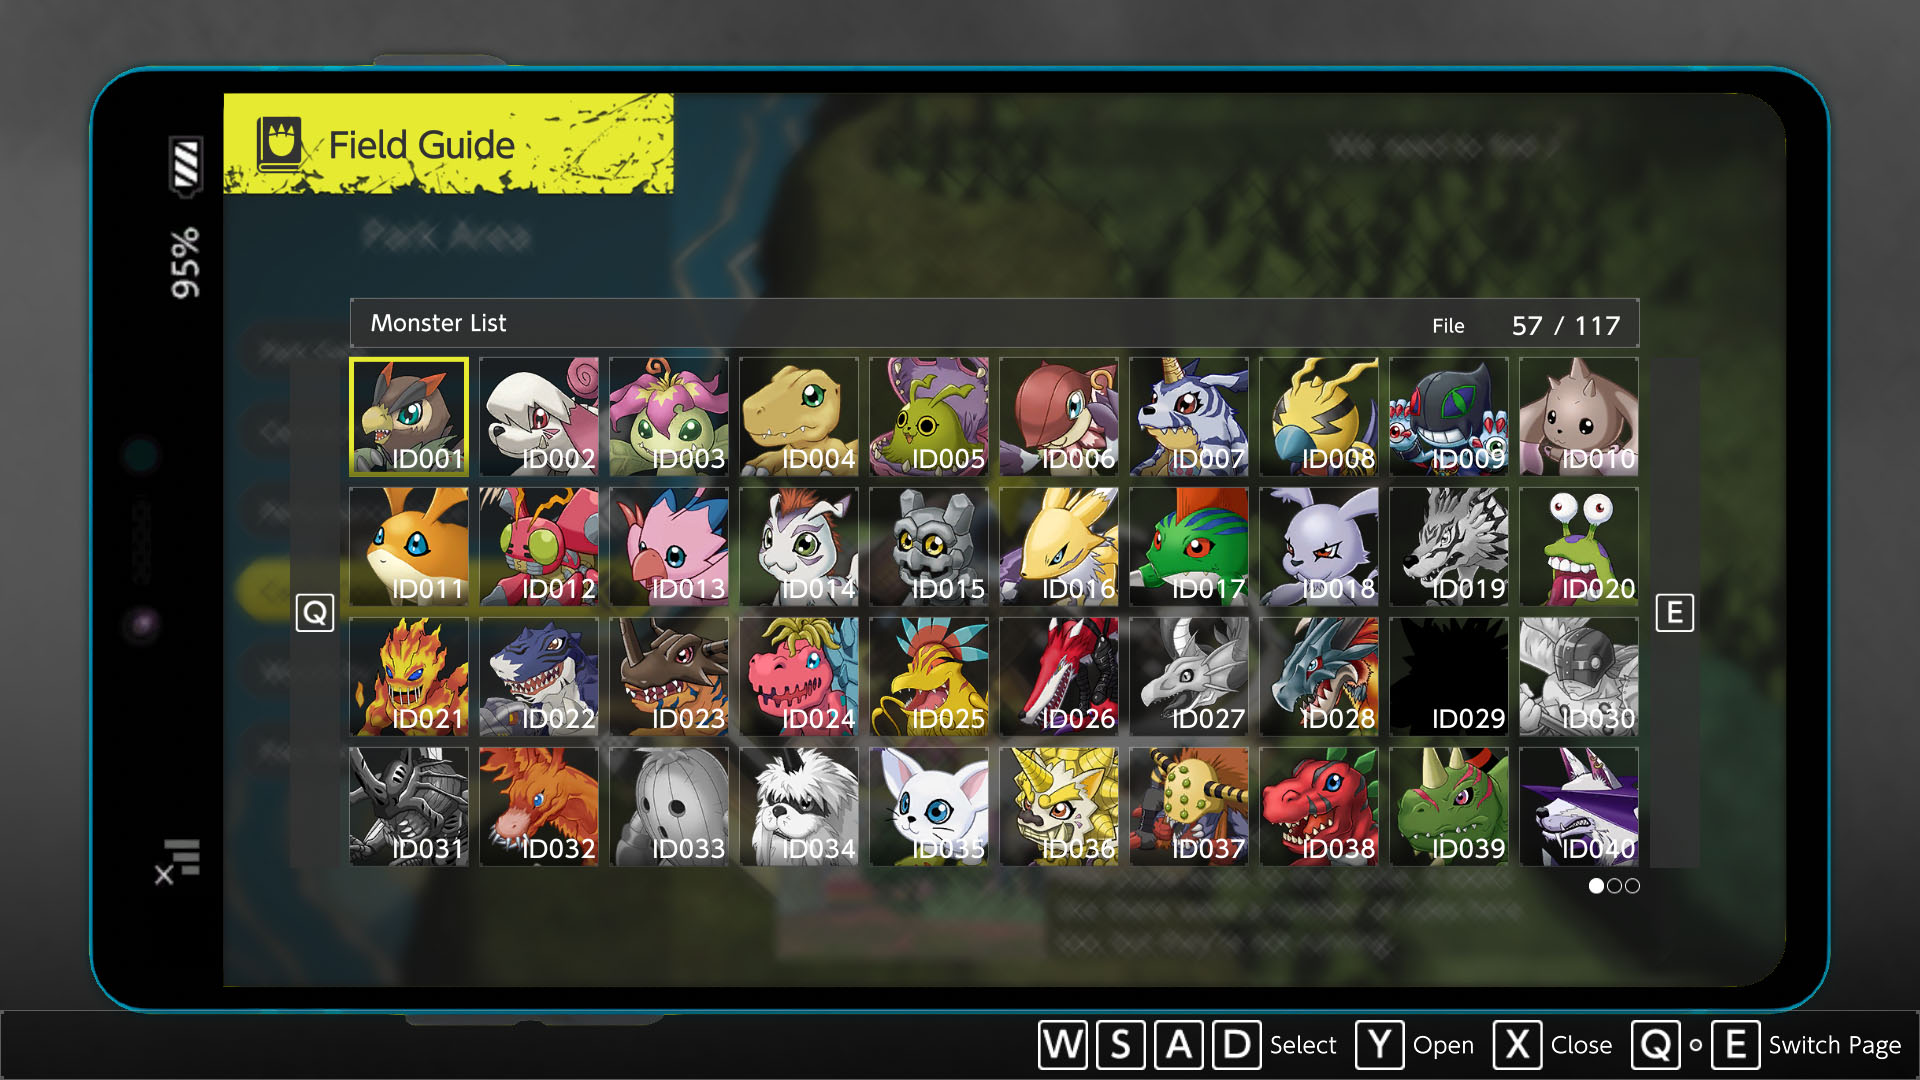 Field Guide
95%
Park Area
Monster List
File 57 / 117
ID001 ID002 ID003 ID004 ID005 ID006 ID007 ID008 ID009 ID010
ID011 ID012 ID013 ID014 ID015 ID016 ID017 ID018 ID019 ID020
Q E
ID021 ID022 ID023 ID024 ID025 ID026 ID027 ID028 ID029 ID030
ID031 ID032 ID033 ID034 ID035 ID036 ID037 ID038 ID039 ID040
W S A D Select Y Open X Close Q E Switch Page